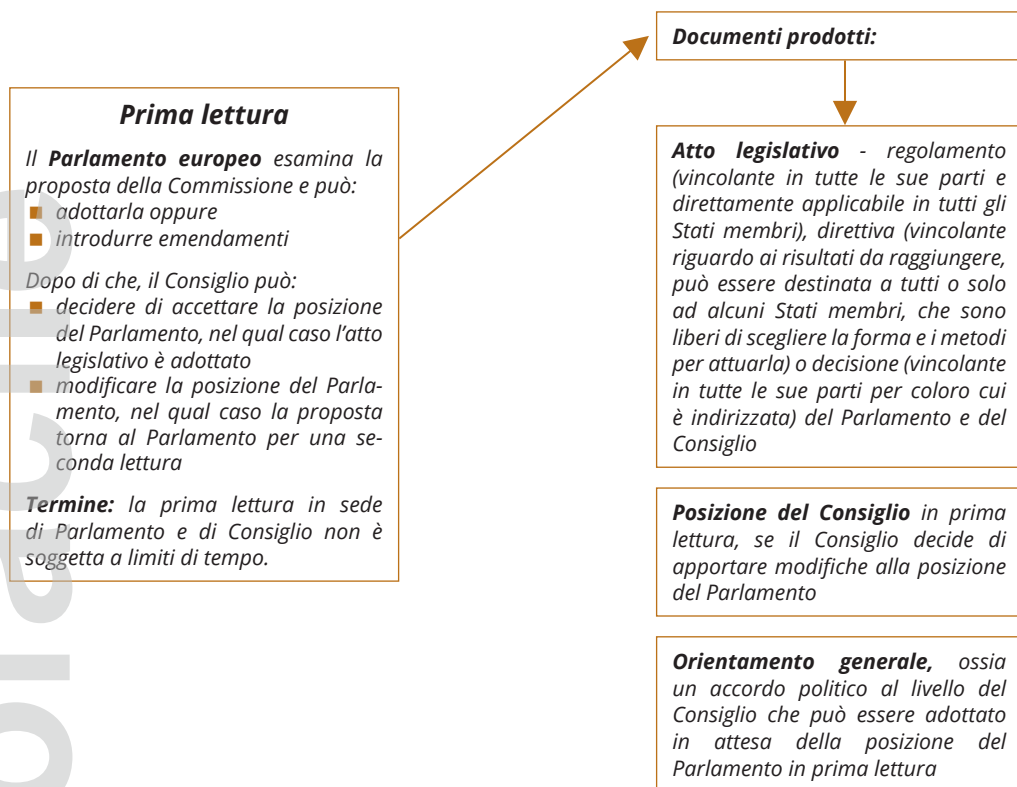 Prima lettura
Il Parlamento europeo esamina la
proposta della Commissione e può:
■ adottarla oppure
■ introdurre emendamenti
Dopo di che, il Consiglio può:
■ decidere di accettare la posizione
del Parlamento, nel qual caso l'atto
legislativo è adottato
■ modificare la posizione del Parla-
mento, nel qual caso la proposta
torna al Parlamento per una se-
conda lettura
Termine: la prima lettura in sede
di Parlamento e di Consiglio non è
soggetta a limiti di tempo.
Documenti prodotti:
Atto legislativo - regolamento
(vincolante in tutte le sue parti e
direttamente applicabile in tutti gli
Stati membri), direttiva (vincolante
riguardo ai risultati da raggiungere,
può essere destinata a tutti o solo
ad alcuni Stati membri, che sono
liberi di scegliere la forma e i metodi
per attuarla) o decisione (vincolante
in tutte le sue parti per coloro cui
è indirizzata) del Parlamento e del
Consiglio
Posizione del Consiglio in prima
lettura, se il Consiglio decide di
apportare modifiche alla posizione
del Parlamento
Orientamento generale, ossia
un accordo politico al livello del
Consiglio che può essere adottato
in attesa della posizione del
Parlamento in prima lettura